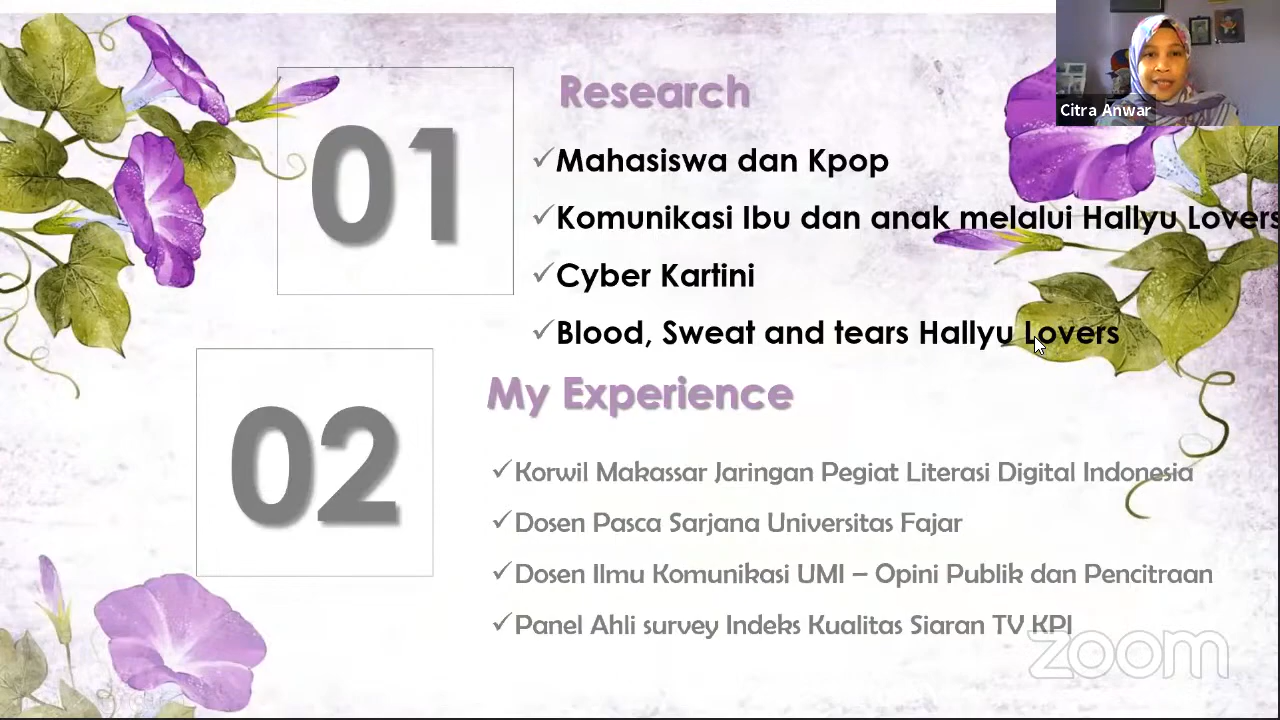 01
Research
Citra Anwar
✓Mahasiswa dan Kpop
✓Komunikasi Ibu dan anak melalui Hallyu Lovers
✓Cyber Kartini
✓Blood, Sweat and tears Hallyu Lovers
02
My Experience
✓Korwil Makassar Jaringan Pegiat Literasi Digital Indonesia
✓Dosen Pasca Sarjana Universitas Fajar
✓Dosen Ilmu Komunikasi UMI – Opini Publik dan Pencitraan
✓Panel Ahli survey Indeks Kualitas Siaran TV KPI
zoom